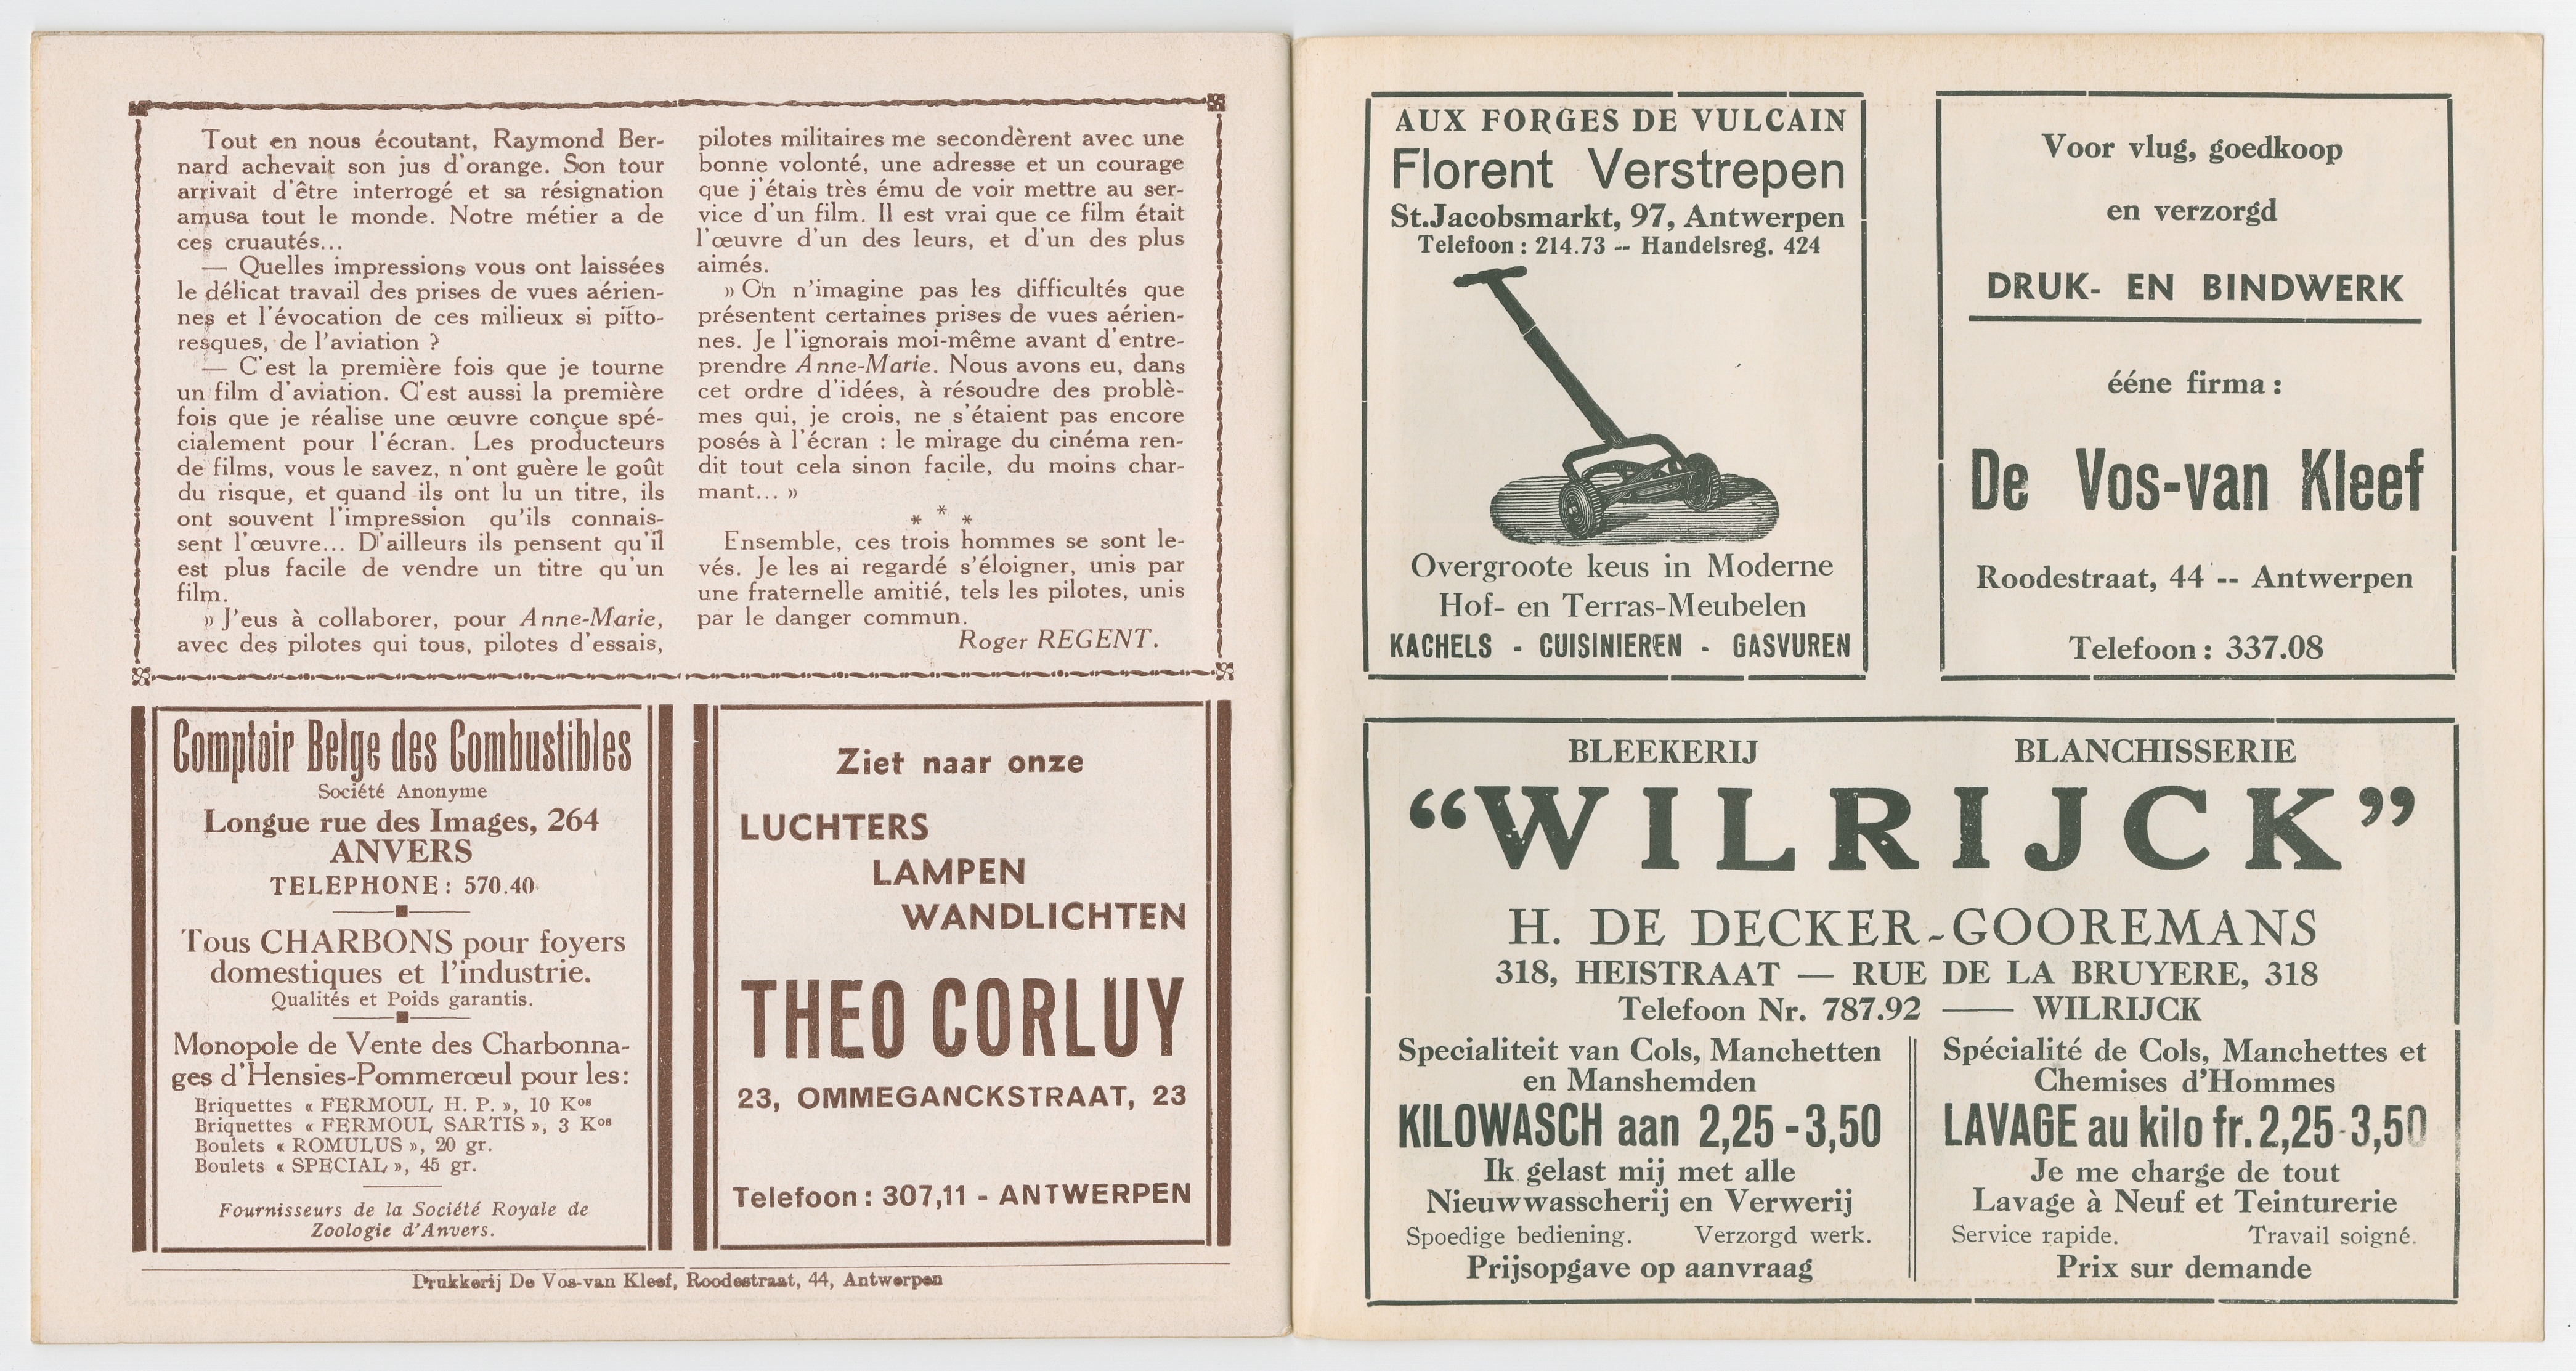 Tout en nous écoutant, Raymond Ber-
nard achevait son jus d'orange. Son tour
arrivait d'être interrogé et sa résignation
amusa tout le monde. Notre métier a de
ces cruautés...
— Quelles impressions vous ont laissées
le délicat travail des prises de vues aérien-
nes et l'évocation de ces milieux si pitto-
resques, de l'aviation ?
— C'est la première fois que je tourne
un film d'aviation. C'est aussi la première
fois que je réalise une œuvre conçue spé-
cialement pour l'écran. Les producteurs
de films, vous le savez, n'ont guère le goût
du risque, et quand ils ont lu un titre, ils
ont souvent l'impression qu'ils connais-
sent l'œuvre... D'ailleurs ils pensent qu'il
est plus facile de vendre un titre qu'un
film.
» J'eus à collaborer, pour Anne-Marie,
avec des pilotes qui tous, pilotes d'essais,
pilotes militaires me secondèrent avec une
bonne volonté, une adresse et un courage
que j'étais très ému de voir mettre au ser-
vice d'un film. Il est vrai que ce film était
l'œuvre d'un des leurs, et d'un des plus
aimés.
» On n'imagine pas les difficultés que
présentent certaines prises de vues aérien-
nes. Je l'ignorais moi-même avant d'entre-
prendre Anne-Marie. Nous avons eu, dans
cet ordre d'idées, à résoudre des problè-
mes qui, je crois, ne s'étaient pas encore
posés à l'écran : le mirage du cinéma ren-
dit tout cela sinon facile, du moins char-
mant... »
* * *
Ensemble, ces trois hommes se sont le-
vés. Je les ai regardé s'éloigner, unis par
une fraternelle amitié, tels les pilotes, unis
par le danger commun.
Roger REGENT.
Comptoir Belge des Combustibles
Société Anonyme
Longue rue des Images, 264
ANVERS
TELEPHONE: 570.40
Tous CHARBONS pour foyers
domestiques et l'industrie.
Qualités et Poids garantis.
Monopole de Vente des Charbonna-
ges d'Hensies-Pommerœul pour les:
Briquettes « FERMOUL H. P. », 10 Kos
Briquettes « FERMOUL SARTIS », 3 Kos
Boulets « ROMULUS », 20 gr.
Boulets « SPECIAL », 45 gr.
Fournisseurs de la Société Royale de
Zoologie d'Anvers.
Ziet naar onze
LUCHTERS
LAMPEN
WANDLICHTEN
THEO CORLUY
23, OMMEGANCKSTRAAT, 23
Telefoon: 307,11 - ANTWERPEN
Drukkerij De Vos-van Kleef, Roodestraat, 44, Antwerpen
AUX FORGES DE VULCAIN
Florent Verstrepen
St.Jacobsmarkt, 97, Antwerpen
Telefoon: 214.73 -- Handelsreg. 424
Overgroote keus in Moderne
Hof- en Terras-Meubelen
KACHELS - CUISINIEREN - GASVUREN
Voor vlug, goedkoop
en verzorgd
DRUK- EN BINDWERK
ééne firma:
De Vos-van Kleef
Roodestraat, 44 -- Antwerpen
Telefoon: 337.08
BLEEKERIJ BLANCHISSERIE
“WILRIJCK”
H. DE DECKER-GOOREMANS
318, HEISTRAAT — RUE DE LA BRUYERE, 318
Telefoon Nr. 787.92 — WILRIJCK
Specialiteit van Cols, Manchetten
en Manshemden
KILOWASCH aan 2,25 - 3,50
Ik gelast mij met alle
Nieuwwasscherij en Verwerij
Spoedige bediening. Verzorgd werk.
Prijsopgave op aanvraag
Spécialité de Cols, Manchettes et
Chemises d'Hommes
LAVAGE au kilo fr. 2,25-3,50
Je me charge de tout
Lavage à Neuf et Teinturerie
Service rapide. Travail soigné.
Prix sur demande